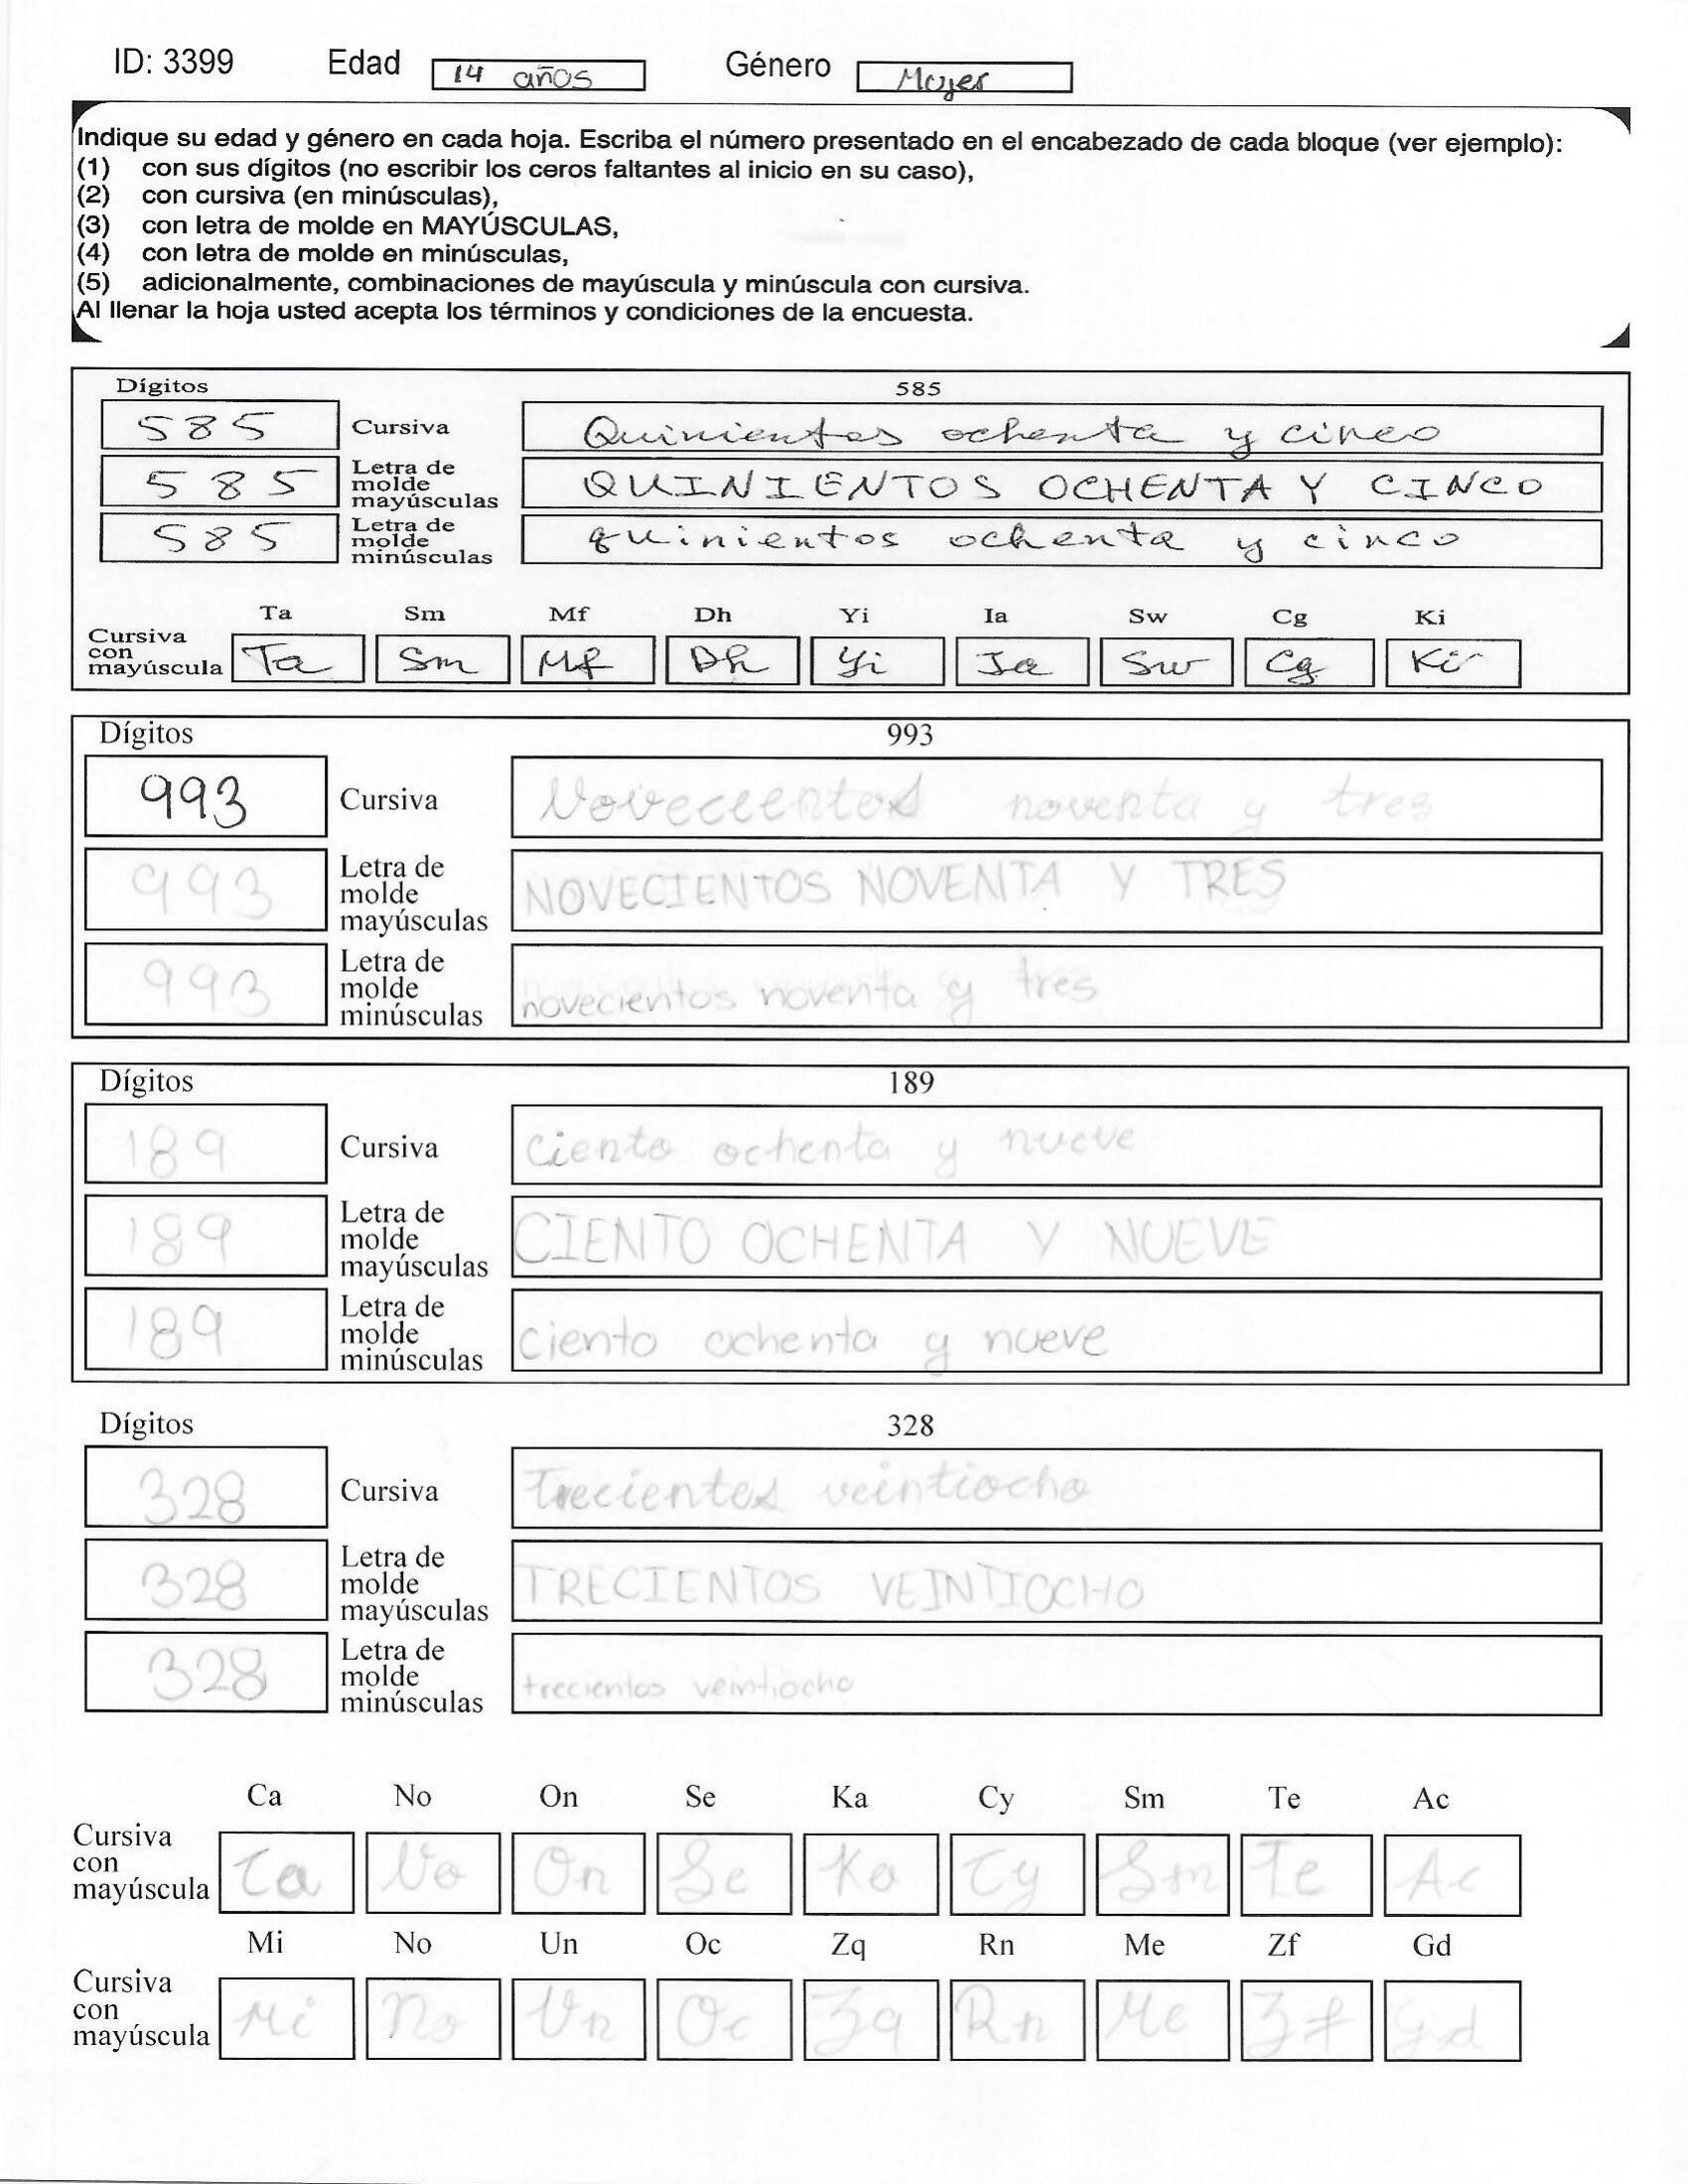 ID: 3399 Edad 14 años Género Mujer
Indique su edad y género en cada hoja. Escriba el número presentado en el encabezado de cada bloque (ver ejemplo):
(1) con sus dígitos (no escribir los ceros faltantes al inicio en su caso),
(2) con cursiva (en minúsculas),
(3) con letra de molde en MAYÚSCULAS,
(4) con letra de molde en minúsculas,
(5) adicionalmente, combinaciones de mayúscula y minúscula con cursiva.
Al llenar la hoja usted acepta los términos y condiciones de la encuesta.
Dígitos 585
585 Cursiva Quinientos ochenta y cinco
585 Letra de molde mayúsculas QUINIENTOS OCHENTA Y CINCO
585 Letra de molde minúsculas quinientos ochenta y cinco
Ta Sm Mf Dh Yi Ia Sw Cg Ki
Cursiva con mayúscula Ta Sm Mf Dh Yi Ia Sw Cg Ki
Dígitos 993
993 Cursiva Novecientos noventa y tres
993 Letra de molde mayúsculas NOVECIENTOS NOVENTA Y TRES
993 Letra de molde minúsculas novecientos noventa y tres
Dígitos 189
189 Cursiva Ciento ochenta y nueve
189 Letra de molde mayúsculas CIENTO OCHENTA Y NUEVE
189 Letra de molde minúsculas ciento ochenta y nueve
Dígitos 328
328 Cursiva Trecientos veintiocho
328 Letra de molde mayúsculas TRECIENTOS VEINTIOCHO
328 Letra de molde minúsculas trecientos veintiocho
Ca No On Se Ka Cy Sm Te Ac
Cursiva con mayúscula Ca No On Se Ka Cy Sm Te Ac
Mi No Un Oc Zq Rn Me Zf Gd
Cursiva con mayúscula Mi No Un Oc Zq Rn Me Zf Gd